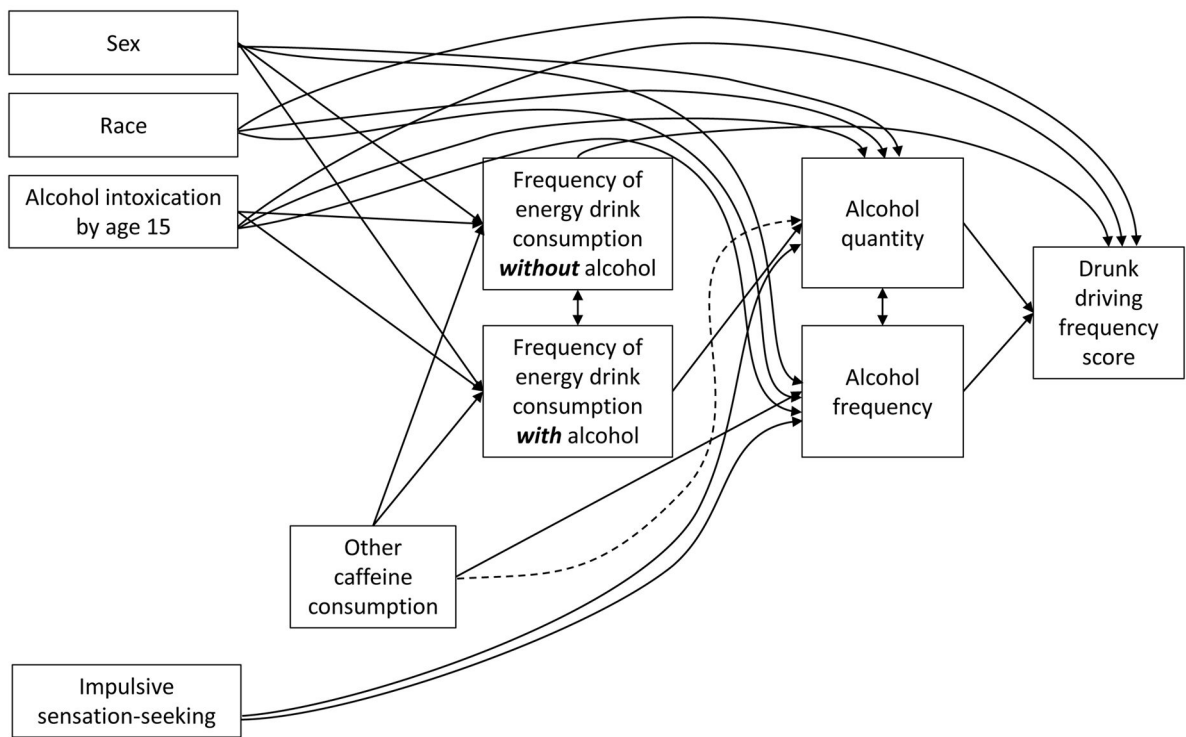 Sex
Race
Alcohol intoxication
by age 15
Frequency of
energy drink
consumption
without alcohol
Frequency of
energy drink
consumption
with alcohol
Other
caffeine
consumption
Impulsive
sensation-seeking
Alcohol
quantity
Alcohol
frequency
Drunk
driving
frequency
score